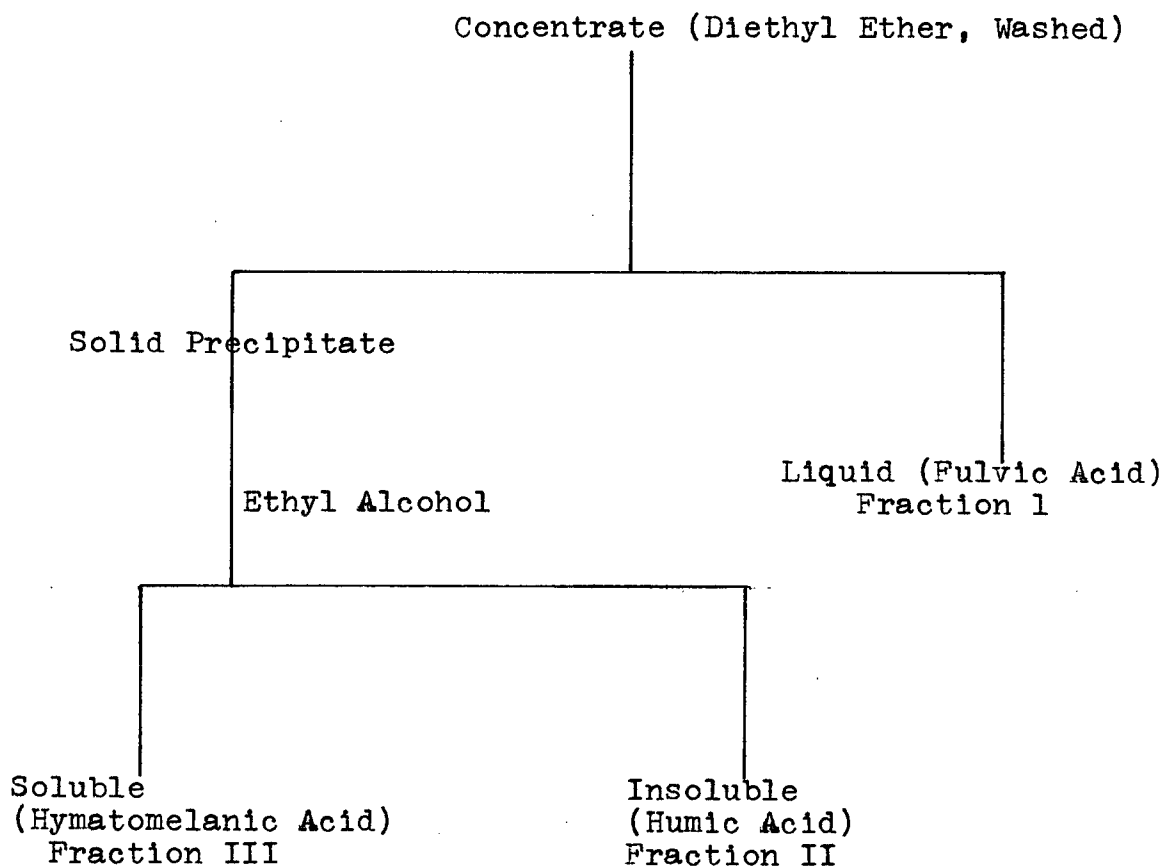 Concentrate (Diethyl Ether, Washed)
Solid Precipitate
Liquid (Fulvic Acid)
Fraction l
Ethyl Alcohol
Soluble
(Hymatomelanic Acid)
Fraction III
Insoluble
(Humic Acid)
Fraction II